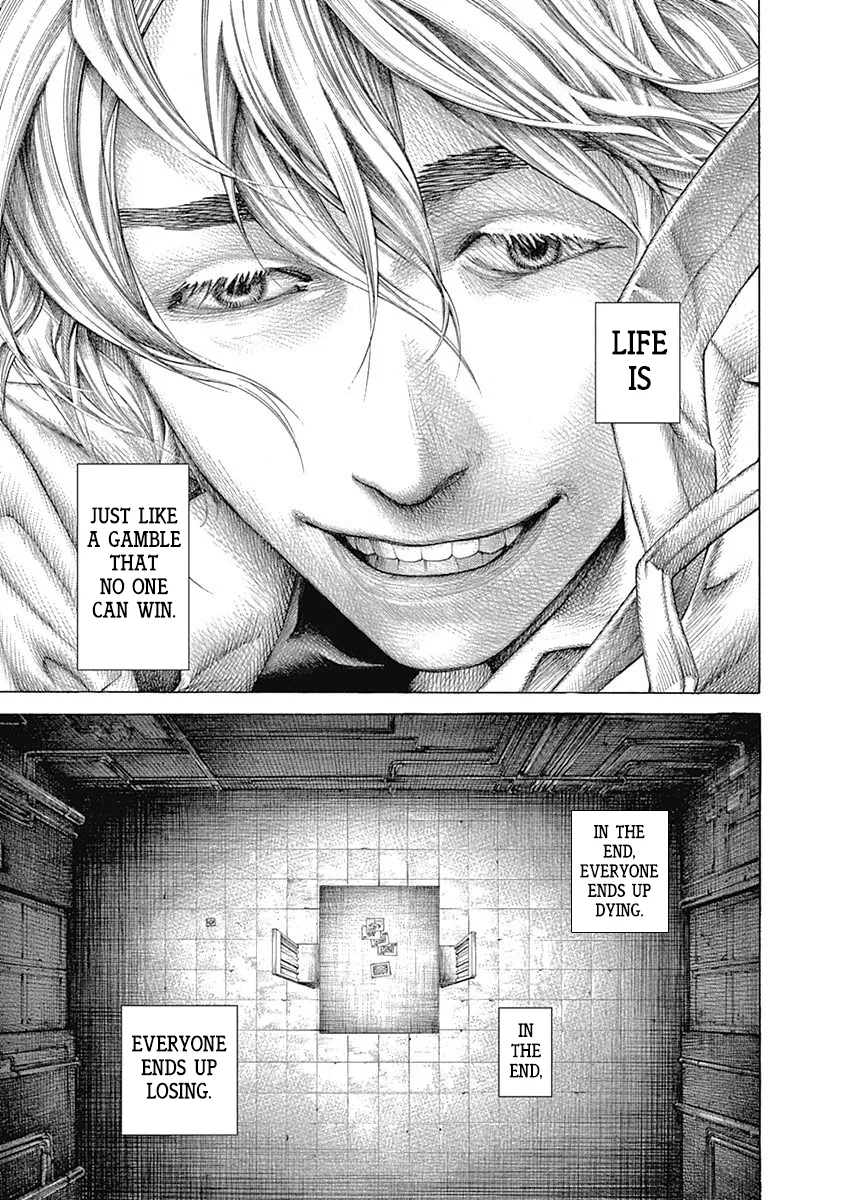 LIFE
IS
JUST LIKE
A GAMBLE
THAT
NO ONE
CAN WIN.
IN THE
END,
EVERYONE
ENDS UP
DYING.
IN
THE
END,
EVERYONE
ENDS UP
LOSING.